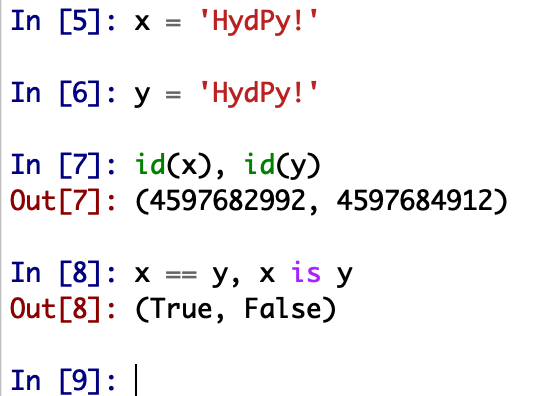 In [5]: x = 'HydPy!'
In [6]: y = 'HydPy!'
In [7]: id(x), id(y)
Out[7]: (4597682992, 4597684912)
In [8]: x == y, x is y
Out[8]: (True, False)
In [9]: